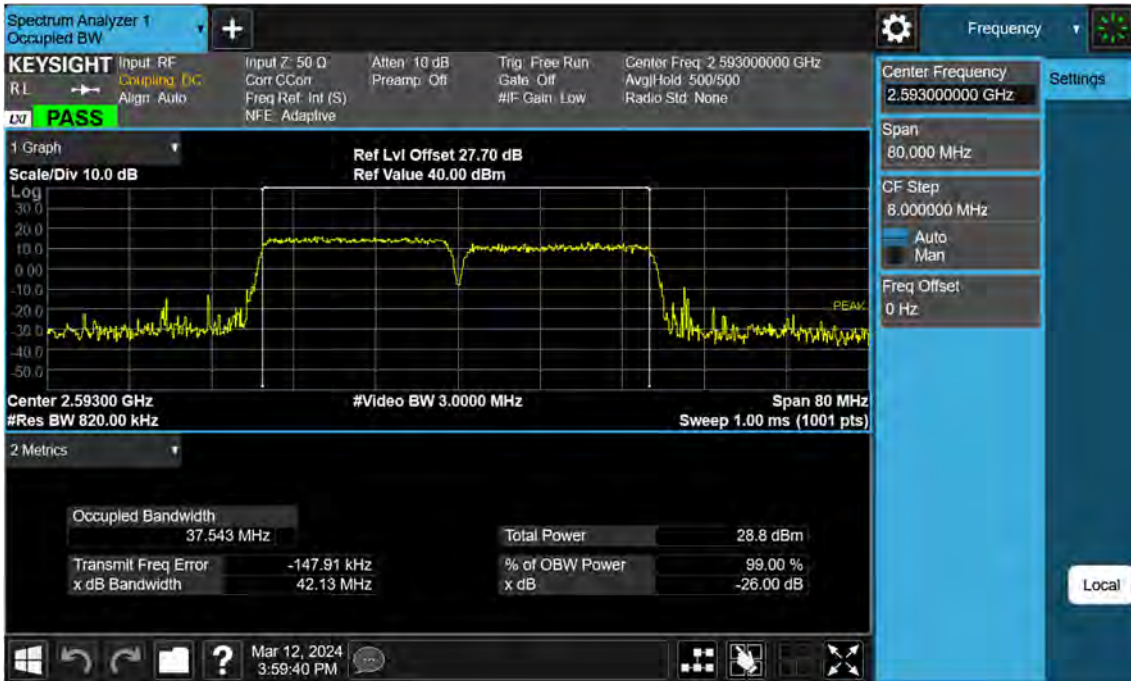 Spectrum Analyzer 1
Occupied BW
+
Frequency
KEYSIGHT
RL
LXI
PASS
Input: RF
Coupling: DC
Align: Auto
Input Z: 50 Ω
Corr CCorr
Freq Ref: Int (S)
NFE: Adaptive
Atten: 10 dB
Preamp: Off
Trig: Free Run
Gate: Off
#IF Gain: Low
Center Freq: 2.593000000 GHz
Avg|Hold: 500/500
Radio Std: None
Center Frequency
2.593000000 GHz
Settings
Span
80.000 MHz
CF Step
8.000000 MHz
Auto
Man
Freq Offset
0 Hz
Local
1 Graph
Scale/Div 10.0 dB
Ref Lvl Offset 27.70 dB
Ref Value 40.00 dBm
Log
30.0
20.0
10.0
0.00
-10.0
-20.0
-30.0
-40.0
-50.0
PEAK
Center 2.59300 GHz
#Video BW 3.0000 MHz
Span 80 MHz
#Res BW 820.00 kHz
Sweep 1.00 ms (1001 pts)
2 Metrics
Occupied Bandwidth
37.543 MHz
Total Power 28.8 dBm
Transmit Freq Error -147.91 kHz
% of OBW Power 99.00 %
x dB Bandwidth 42.13 MHz
x dB -26.00 dB
?
Mar 12, 2024
3:59:40 PM